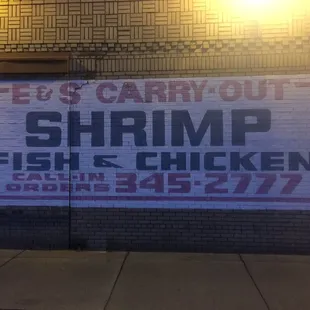 E & S CARRY-OUT
SHRIMP
FISH & CHICKEN
CALL-IN
ORDERS 345-2777